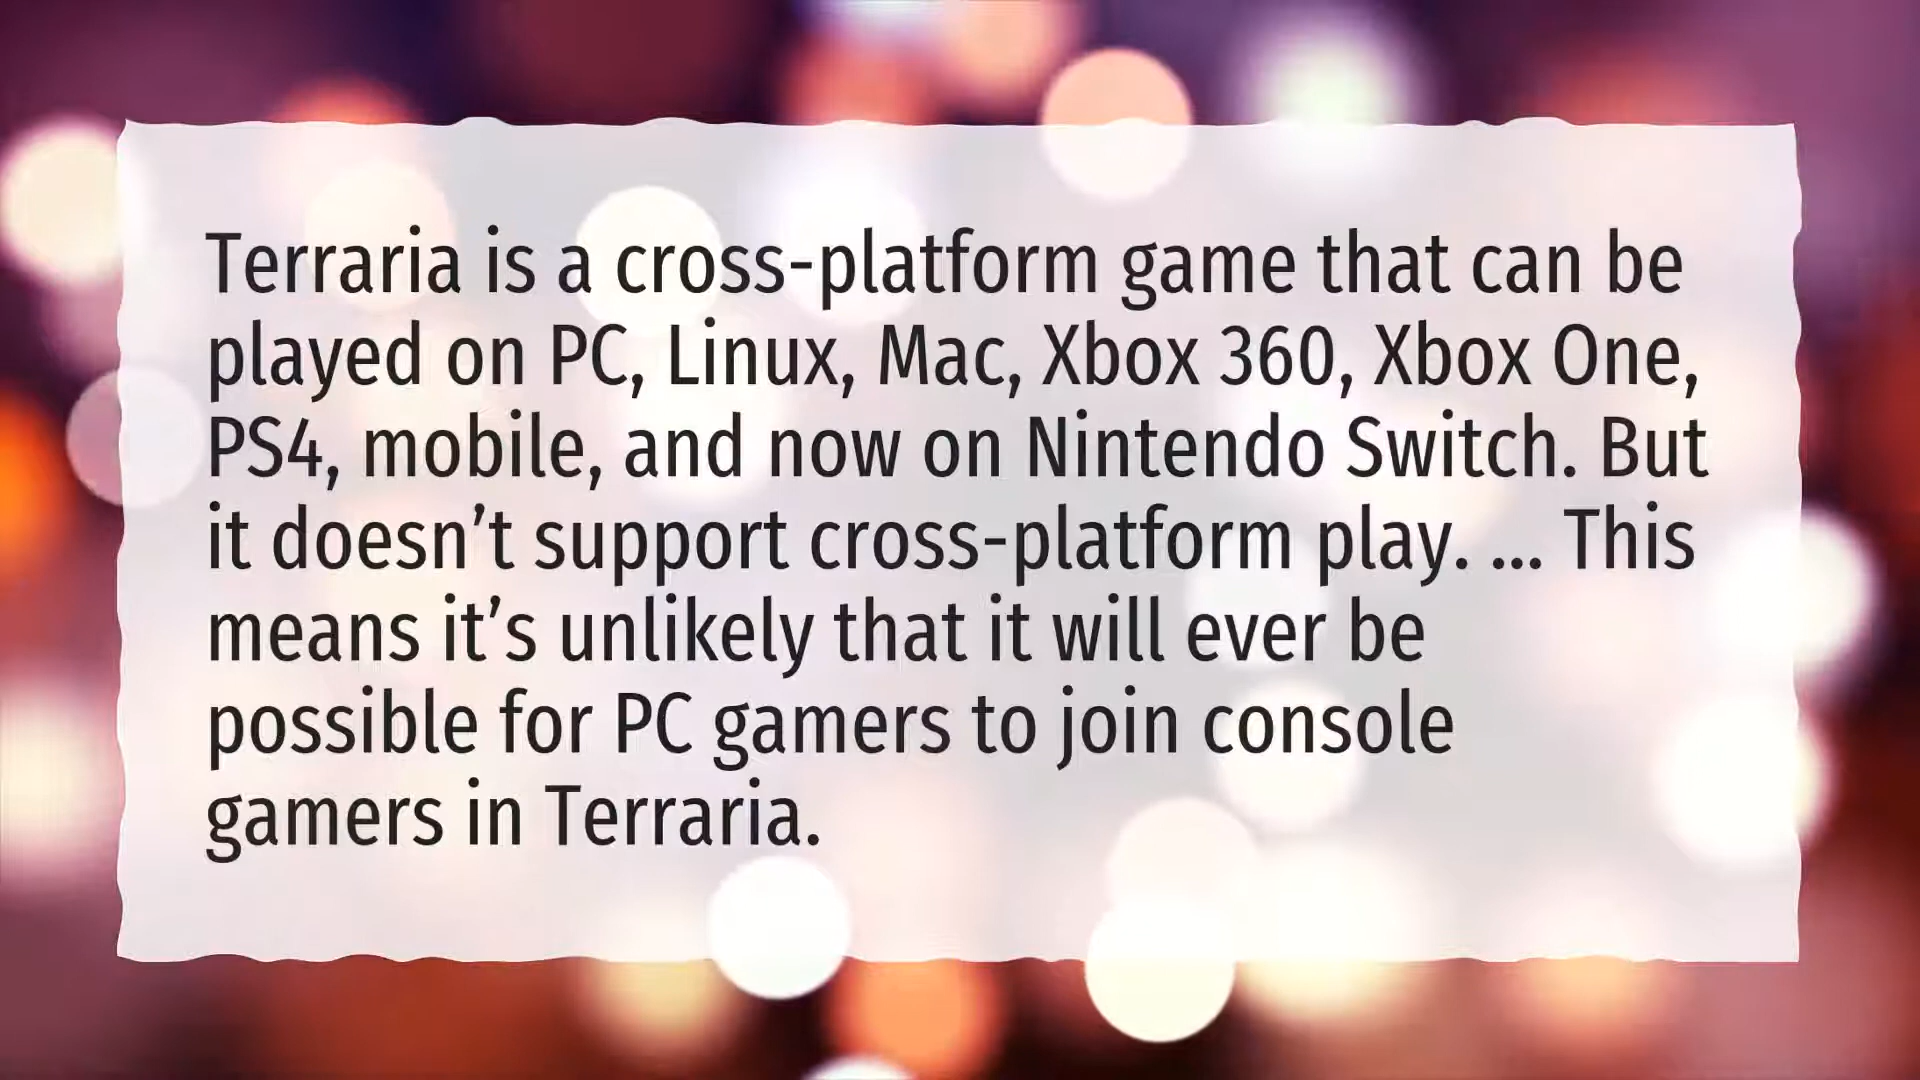 Terraria is a cross-platform game that can be
played on PC, Linux, Mac, Xbox 360, Xbox One,
PS4, mobile, and now on Nintendo Switch. But
it doesn’t support cross-platform play. ... This
means it’s unlikely that it will ever be
possible for PC gamers to join console
gamers in Terraria.